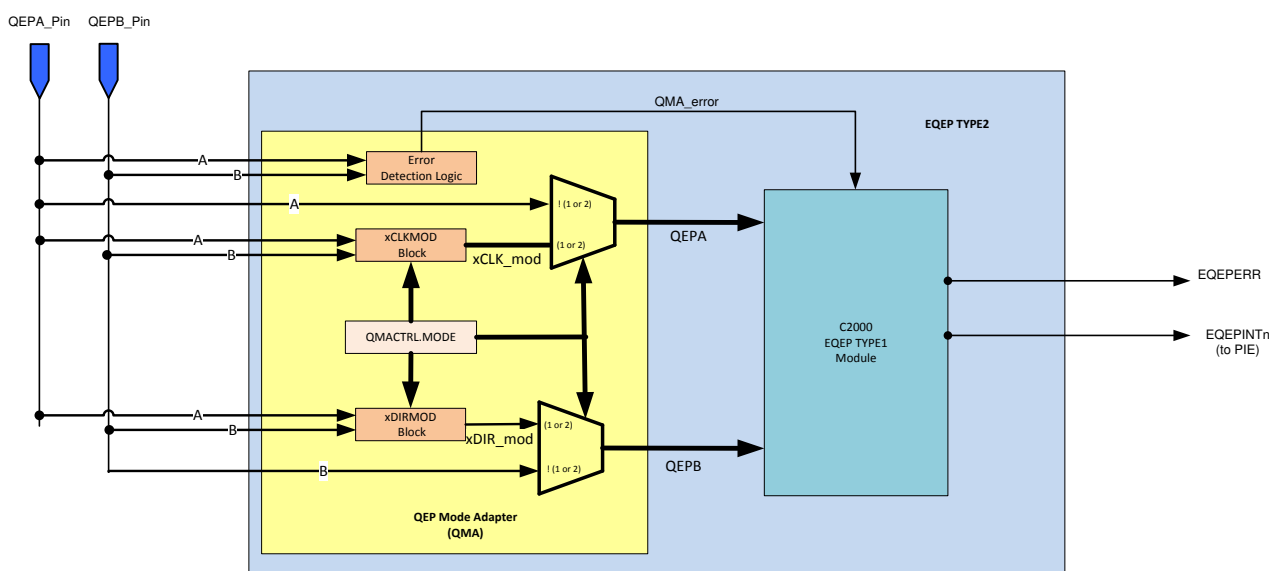 QEPA_Pin
QEPB_Pin
QMA_error
EQEP TYPE2
A
B
Error
Detection Logic
A
! (1 or 2)
A
B
xCLKMOD
Block
xCLK_mod
(1 or 2)
QEPA
QMACTRL.MODE
C2000
EQEP TYPE1
Module
EQEPERR
EQEPINTn
(to PIE)
A
B
xDIRMOD
Block
xDIR_mod
(1 or 2)
QEPB
B
! (1 or 2)
QEP Mode Adapter
(QMA)